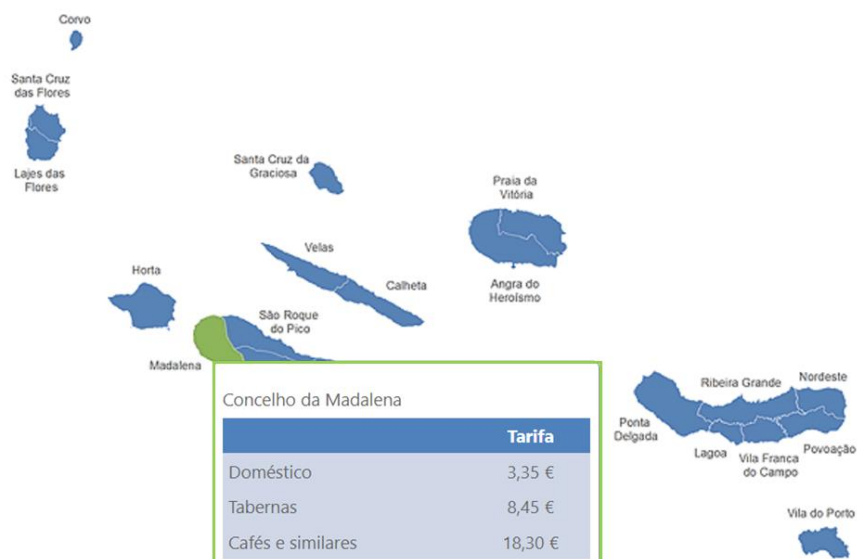 Corvo
Santa Cruz
das Flores
Lajes das
Flores
Santa Cruz da
Graciosa
Praia da
Vitória
Angra do
Heroísmo
Velas
Calheta
Horta
São Roque
do Pico
Madalena
Concelho da Madalena
Tarifa
Doméstico 3,35 €
Tabernas 8,45 €
Cafés e similares 18,30 €
Ponta
Delgada
Ribeira Grande
Nordeste
Lagoa
Vila Franca
do Campo
Povoação
Vila do Porto